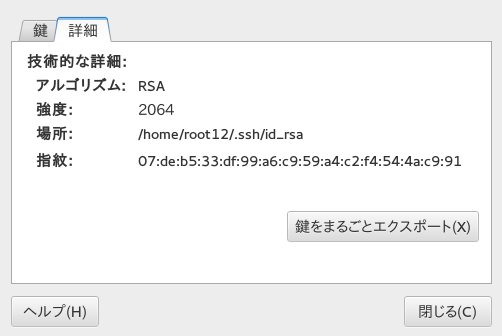 鍵 詳細
技術的な詳細:
アルゴリズム: RSA
強度: 2064
場所: /home/root12/.ssh/id_rsa
指紋: 07:de:b5:33:df:99:a6:c9:59:a4:c2:f4:54:4a:c9:91
鍵をまるごとエクスポート(X)
ヘルプ(H) 閉じる(C)